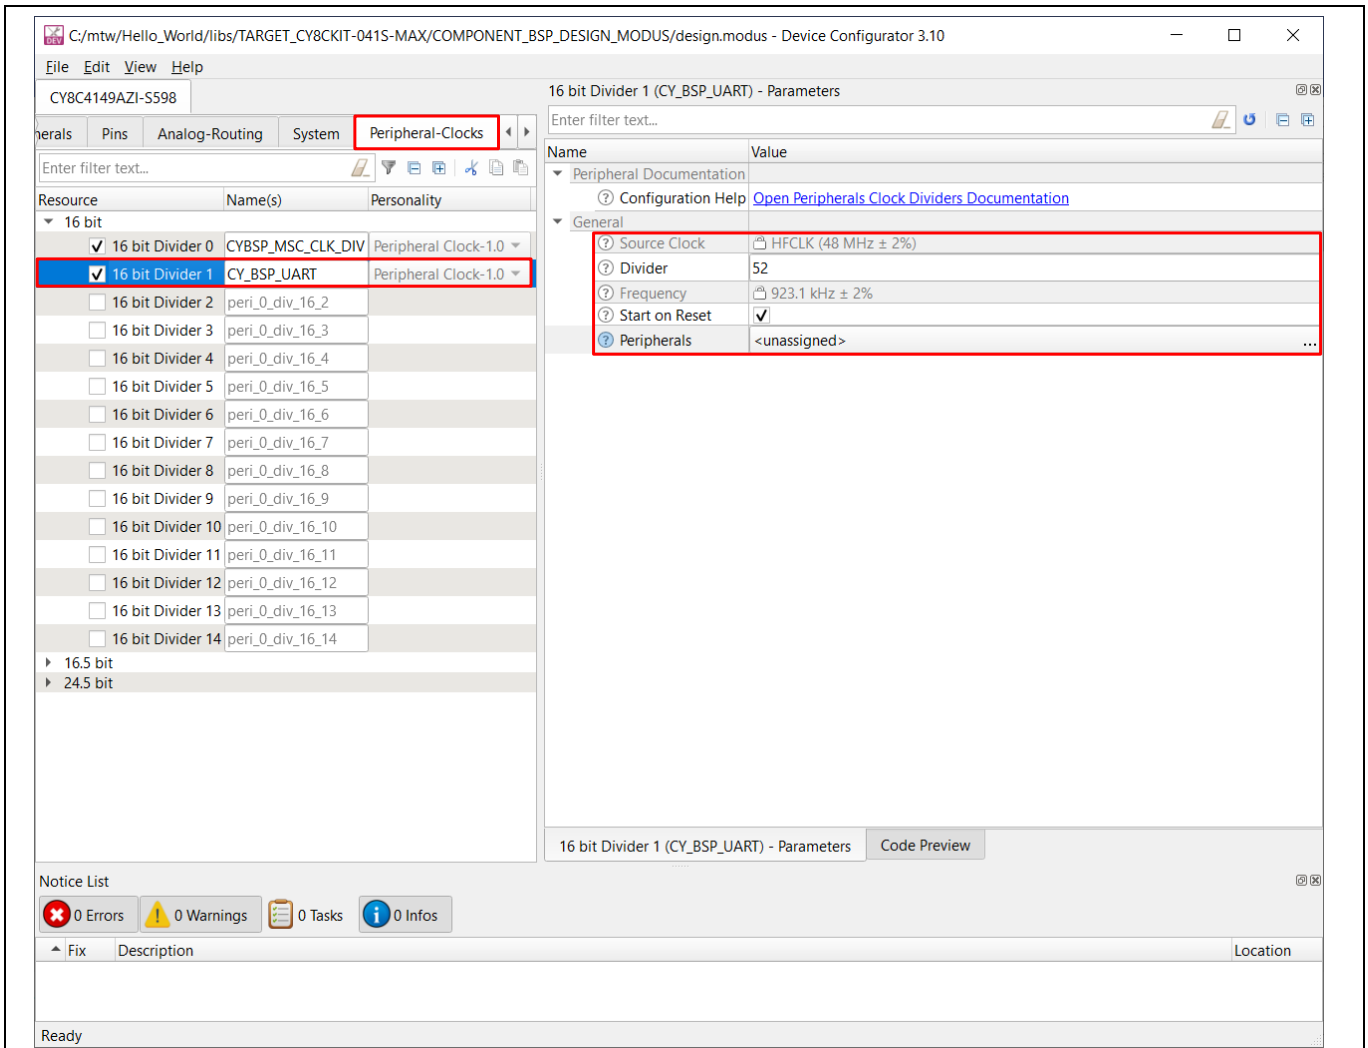 C:/mtw/Hello_World/libs/TARGET_CY8CKIT-041S-MAX/COMPONENT_BSP_DESIGN_MODUS/design.modus - Device Configurator 3.10
File Edit View Help
CY8C4149AZI-S598
herals Pins Analog-Routing System Peripheral-Clocks
Enter filter text...
Resource Name(s) Personality
16 bit
16 bit Divider 0 CYBSP_MSC_CLK_DIV Peripheral Clock-1.0
16 bit Divider 1 CY_BSP_UART Peripheral Clock-1.0
16 bit Divider 2 peri_0_div_16_2
16 bit Divider 3 peri_0_div_16_3
16 bit Divider 4 peri_0_div_16_4
16 bit Divider 5 peri_0_div_16_5
16 bit Divider 6 peri_0_div_16_6
16 bit Divider 7 peri_0_div_16_7
16 bit Divider 8 peri_0_div_16_8
16 bit Divider 9 peri_0_div_16_9
16 bit Divider 10 peri_0_div_16_10
16 bit Divider 11 peri_0_div_16_11
16 bit Divider 12 peri_0_div_16_12
16 bit Divider 13 peri_0_div_16_13
16 bit Divider 14 peri_0_div_16_14
16.5 bit
24.5 bit
16 bit Divider 1 (CY_BSP_UART) - Parameters
Enter filter text...
Name Value
Peripheral Documentation
? Configuration Help Open Peripherals Clock Dividers Documentation
General
? Source Clock HFCLK (48 MHz ± 2%)
? Divider 52
? Frequency 923.1 kHz ± 2%
? Start on Reset
? Peripherals <unassigned> ...
16 bit Divider 1 (CY_BSP_UART) - Parameters Code Preview
Notice List
0 Errors 0 Warnings 0 Tasks 0 Infos
Fix Description Location
Ready